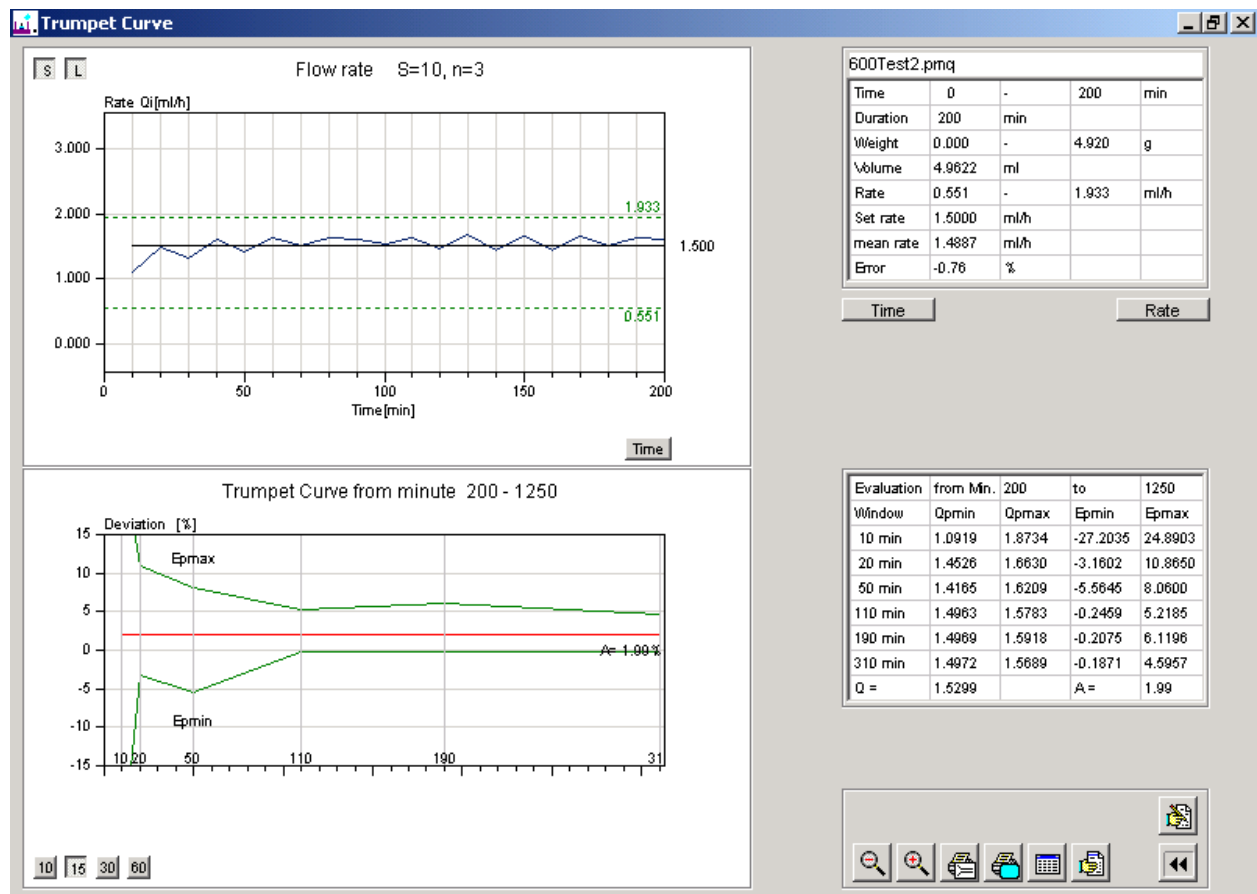 Trumpet Curve
S L
Flow rate S=10, n=3
Rate Qi[ml/h]
3.000
2.000
1.933
1.500
1.000
0.551
0.000
0 50 100 150 200
Time[min]
Time
600Test2.pmq
Time 0 - 200 min
Duration 200 min
Weight 0.000 - 4.920 g
Volume 4.9622 ml
Rate 0.551 - 1.933 ml/h
Set rate 1.5000 ml/h
mean rate 1.4887 ml/h
Error -0.76 %
Time Rate
Trumpet Curve from minute 200 - 1250
Deviation [%]
15
Epmax
10
5
0
A= 1.99%
-5
Epmin
-10
10 20 50 110 190 31
-15
10 15 30 60
Evaluation from Min. 200 to 1250
Window Qpmin Qpmax Epmin Epmax
10 min 1.0919 1.8734 -27.2035 24.8903
20 min 1.4526 1.6630 -3.1602 10.8650
50 min 1.4165 1.6209 -5.5645 8.0600
110 min 1.4963 1.5783 -0.2459 5.2185
190 min 1.4969 1.5918 -0.2075 6.1196
310 min 1.4972 1.5689 -0.1871 4.5957
Q = 1.5299 A = 1.99